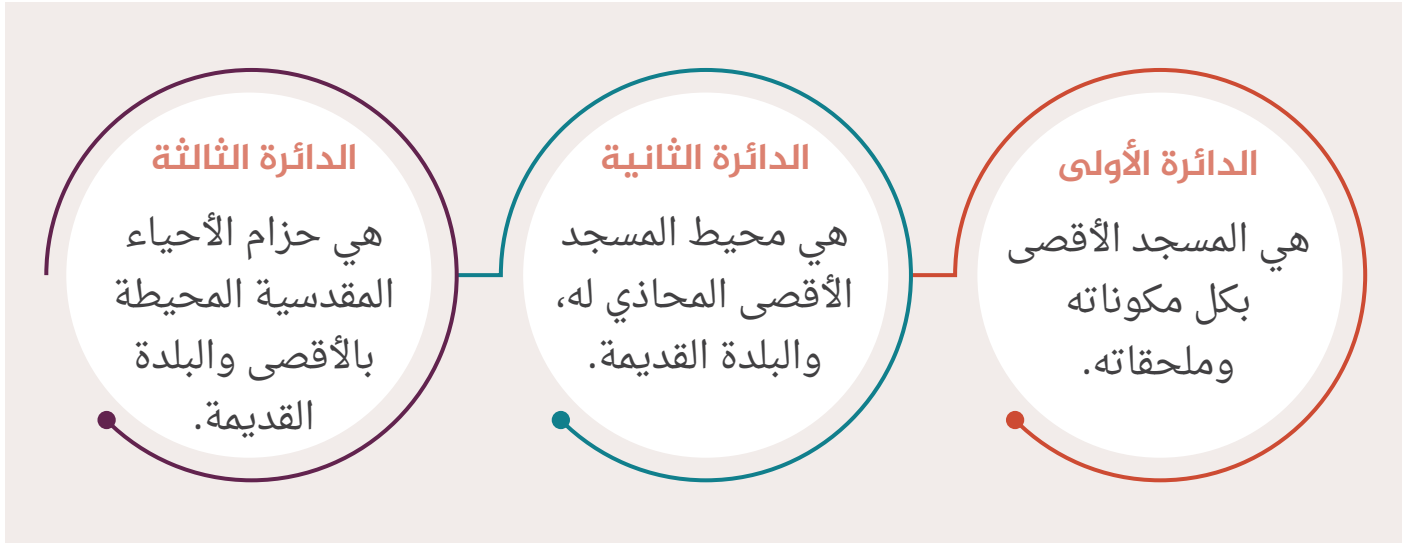 الدائرة الأولى
هي المسجد الأقصى
بكل مكوناته
وملحقاته.
الدائرة الثانية
هي محيط المسجد
الأقصى المحاذي له،
والبلدة القديمة.
الدائرة الثالثة
هي حزام الأحياء
المقدسية المحيطة
بالأقصى والبلدة
القديمة.